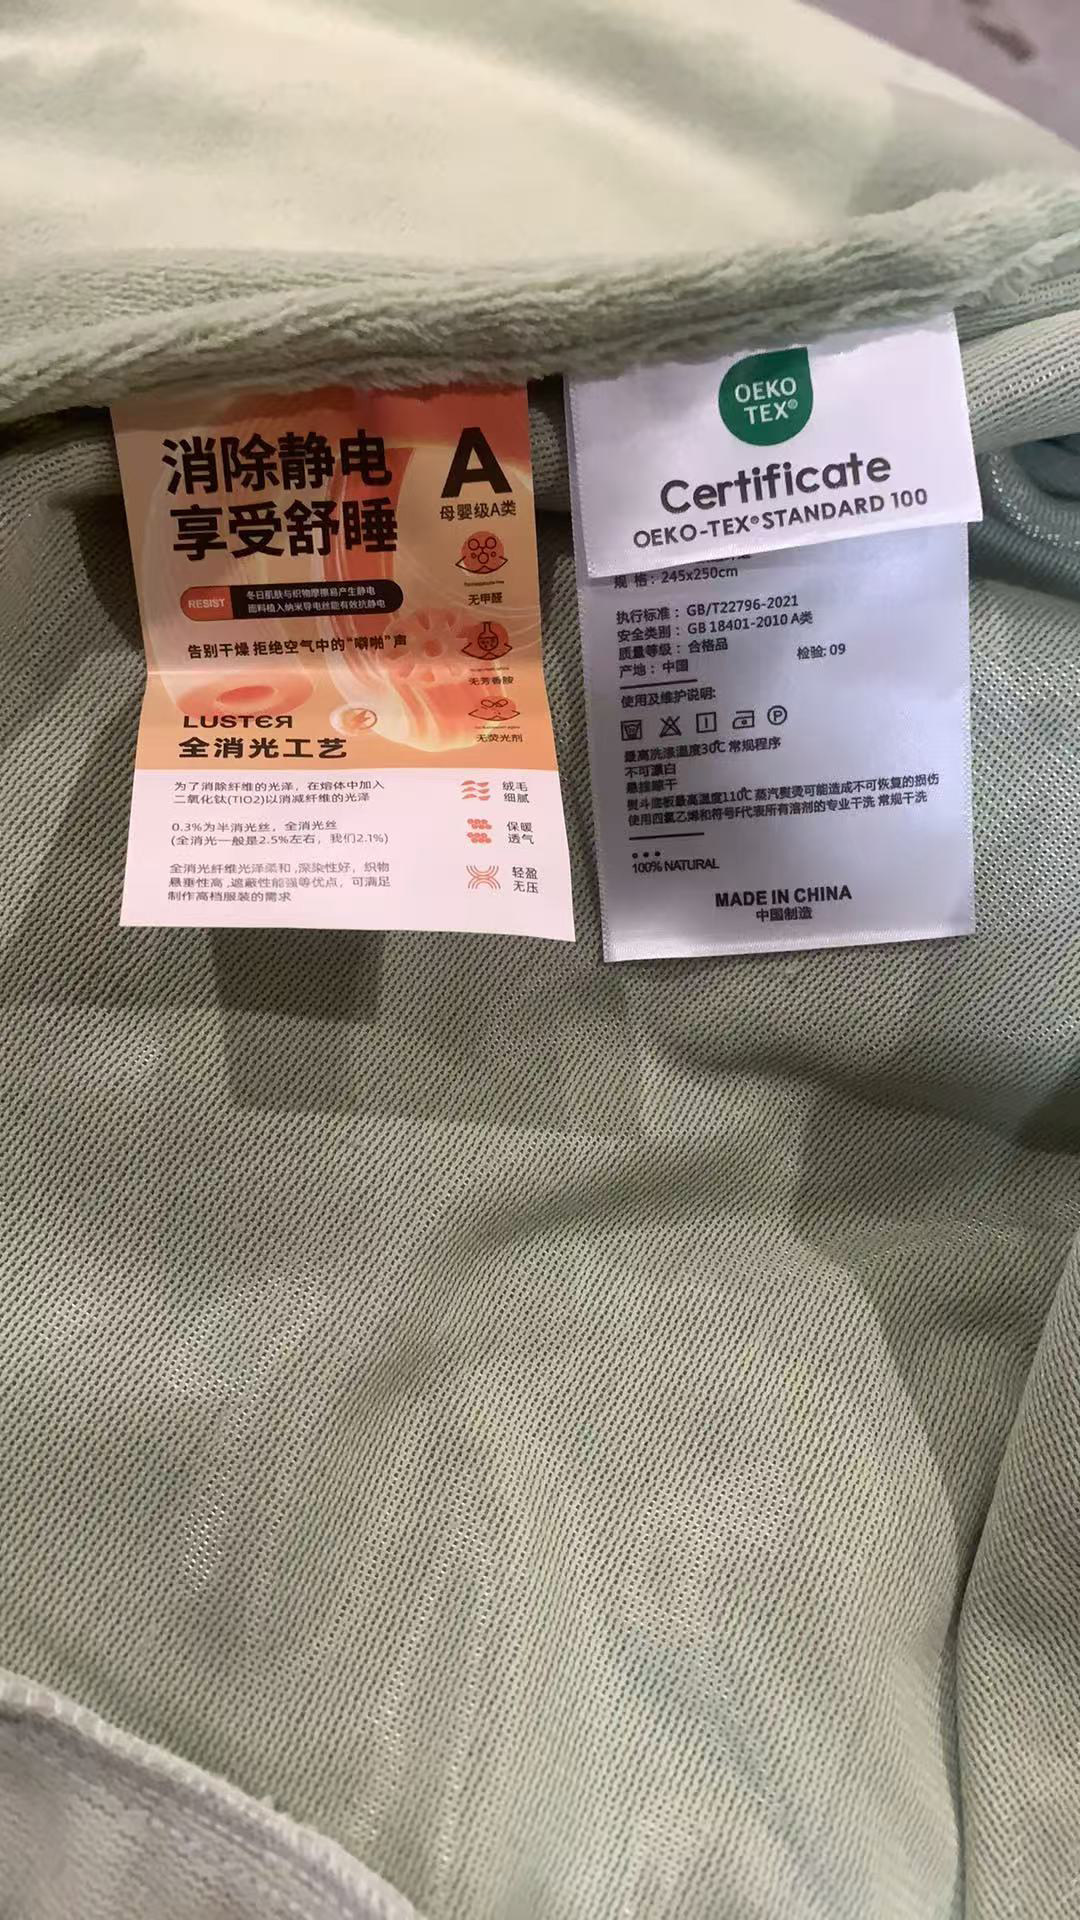 消除静电
享受舒睡
A
母婴级A类
RESIST
冬日肌肤与织物摩擦易产生静电
面料植入纳米导电丝能有效抗静电
告别干燥 拒绝空气中的“噼啪”声
无甲醛
无芳香胺
无荧光剂
LUSTЄЯ
全消光工艺
为了消除纤维的光泽，在熔体中加入
二氧化钛(TIO2)以消减纤维的光泽
0.3%为半消光丝，全消光丝
(全消光一般是2.5%左右，我们2.1%)
全消光纤维光泽柔和,深染性好，织物
悬垂性高,遮蔽性能强等优点，可满足
制作高档服装的需求
绒毛
细腻
保暖
透气
轻盈
无压
OEKO
TEX®
Certificate
OEKO-TEX®STANDARD 100
规 格：245x250cm
执行标准：GB/T22796-2021
安全类别：GB 18401-2010 A类
质量等级：合格品
检验: 09
产地：中国
使用及维护说明:
P
最高洗涤温度30℃ 常规程序
不可漂白
悬挂晾干
熨斗底板最高温度110℃ 蒸汽熨烫可能造成不可恢复的损伤
使用四氯乙烯和符号F代表所有溶剂的专业干洗 常规干洗
100% NATURAL
MADE IN CHINA
中国制造